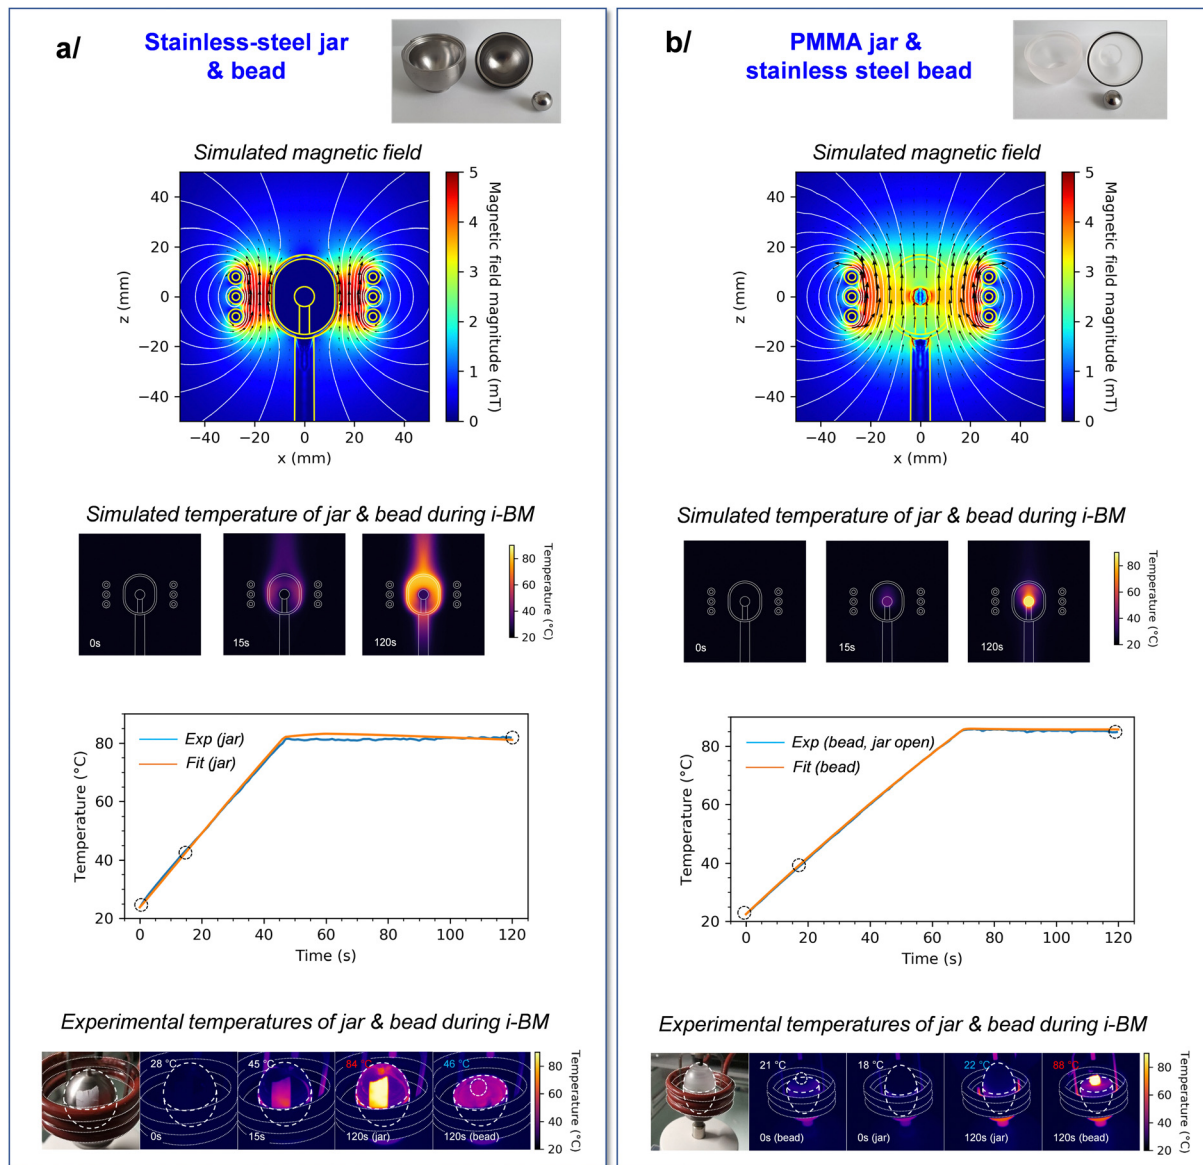 a/
Stainless-steel jar
& bead
Simulated magnetic field
40
20
0
−20
−40
z (mm)
−40 −20 0 20 40
x (mm)
5
4
3
2
1
0
Magnetic field magnitude (mT)
Simulated temperature of jar & bead during i-BM
0s
15s
120s
80
60
40
20
Temperature (°C)
Exp (jar)
Fit (jar)
80
60
40
20
Temperature (°C)
0 20 40 60 80 100 120
Time (s)
Experimental temperatures of jar & bead during i-BM
28 °C
45 °C
84 °C
46 °C
0s
15s
120s (jar)
120s (bead)
80
60
40
20
Temperature (°C)
b/
PMMA jar &
stainless steel bead
Simulated magnetic field
40
20
0
−20
−40
z (mm)
−40 −20 0 20 40
x (mm)
5
4
3
2
1
0
Magnetic field magnitude (mT)
Simulated temperature of jar & bead during i-BM
0s
15s
120s
80
60
40
20
Temperature (°C)
Exp (bead, jar open)
Fit (bead)
80
60
40
20
Temperature (°C)
0 20 40 60 80 100 120
Time (s)
Experimental temperatures of jar & bead during i-BM
21 °C
18 °C
22 °C
88 °C
0s (bead)
0s (jar)
120s (jar)
120s (bead)
80
60
40
20
Temperature (°C)